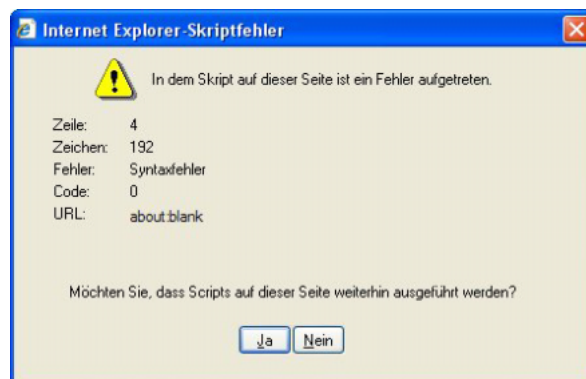 Internet Explorer-Skriptfehler
In dem Skript auf dieser Seite ist ein Fehler aufgetreten.
Zeile: 4
Zeichen: 192
Fehler: Syntaxfehler
Code: 0
URL: about:blank
Möchten Sie, dass Scripts auf dieser Seite weiterhin ausgeführt werden?
Ja Nein